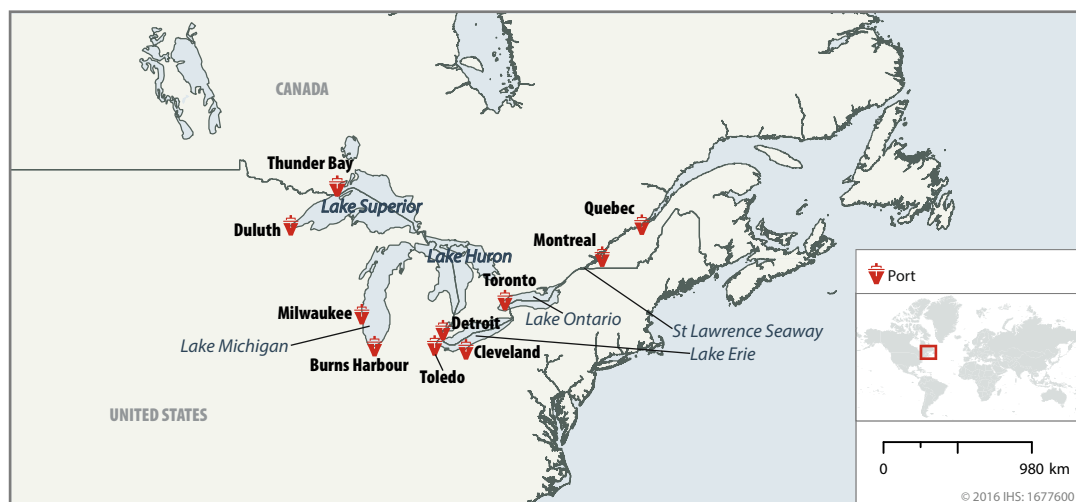 CANADA
Thunder Bay
Lake Superior
Duluth
Quebec
Montreal
Lake Huron
Toronto
Port
Milwaukee
Detroit
Lake Ontario
St Lawrence Seaway
Lake Michigan
Burns Harbour
Toledo
Cleveland
Lake Erie
UNITED STATES
0 980 km
© 2016 IHS: 1677600